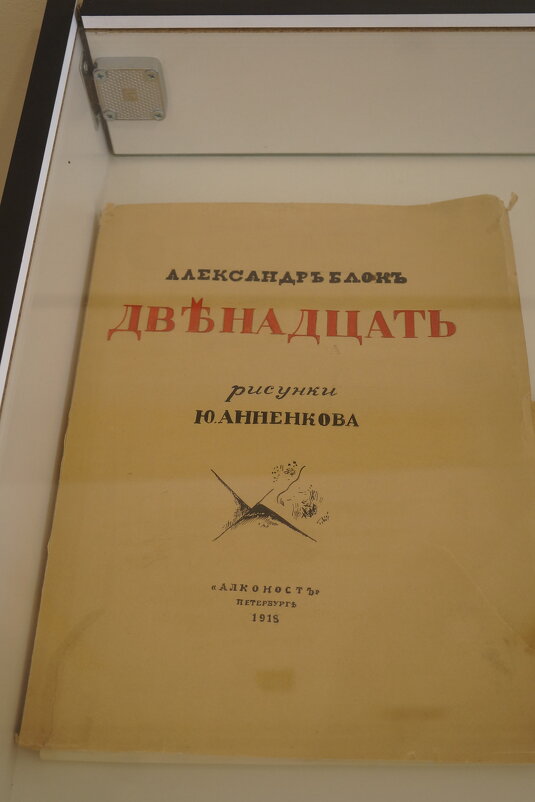 АЛЕКСАНДРЪ БЛОКЪ
ДВѢНАДЦАТЬ
рисунки
Ю. АННЕНКОВА
«АЛКОНОСТЪ»
ПЕТЕРБУРГЪ
1918